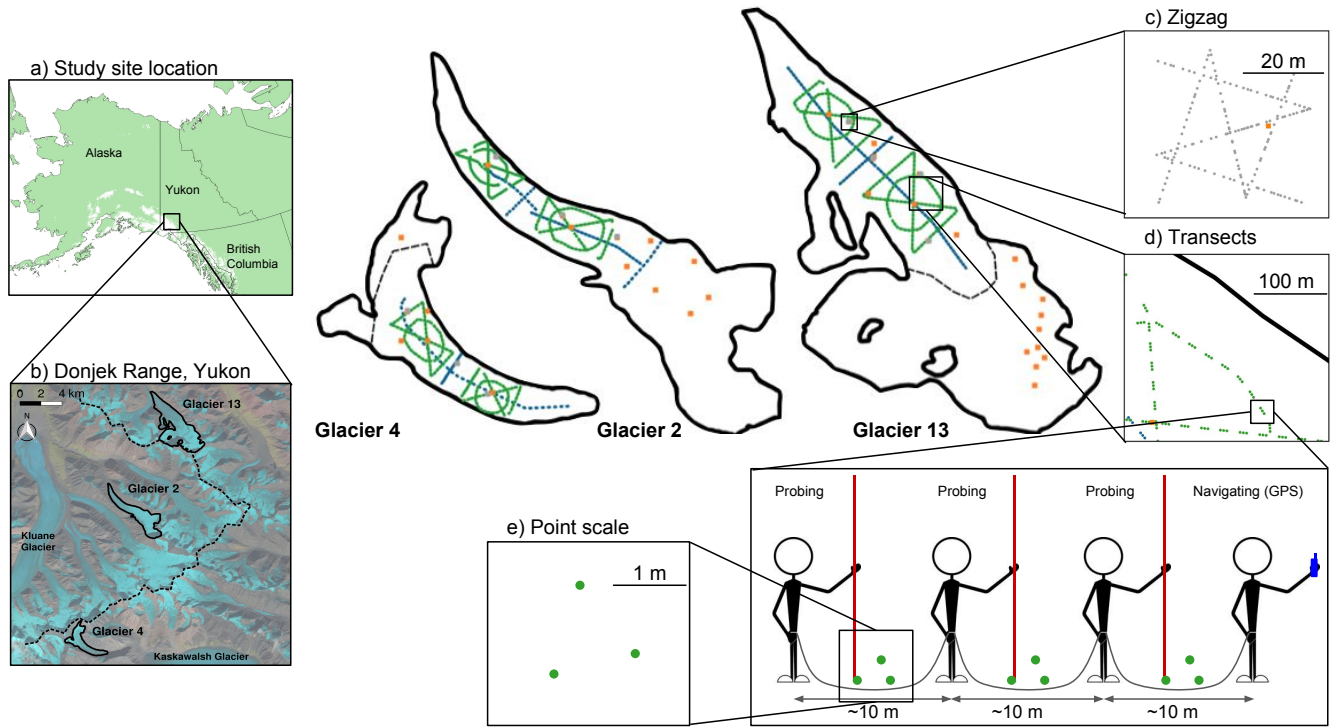 a) Study site location
Alaska
Yukon
British
Columbia
b) Donjek Range, Yukon
0 2 4 km
N
Glacier 13
Glacier 2
Kluane
Glacier
Glacier 4
Kaskawalsh Glacier
Glacier 4
Glacier 2
Glacier 13
c) Zigzag
20 m
d) Transects
100 m
e) Point scale
1 m
Probing
Probing
Probing
Navigating (GPS)
~10 m
~10 m
~10 m